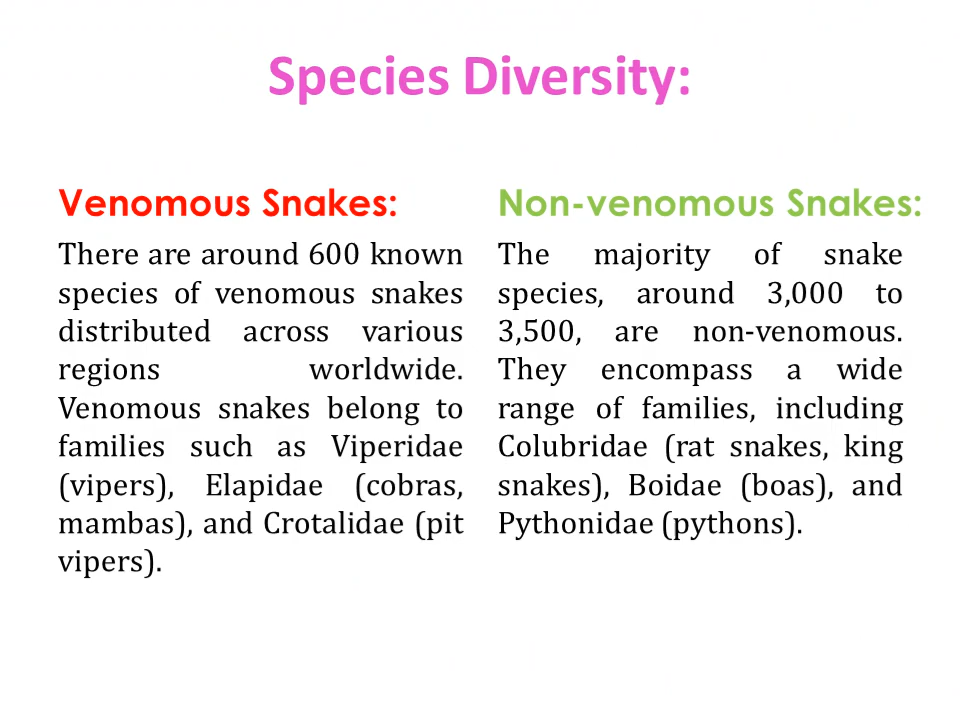 Species Diversity:
Venomous Snakes:
There are around 600 known
species of venomous snakes
distributed across various
regions worldwide.
Venomous snakes belong to
families such as Viperidae
(vipers), Elapidae (cobras,
mambas), and Crotalidae (pit
vipers).
Non-venomous Snakes:
The majority of snake
species, around 3,000 to
3,500, are non-venomous.
They encompass a wide
range of families, including
Colubridae (rat snakes, king
snakes), Boidae (boas), and
Pythonidae (pythons).